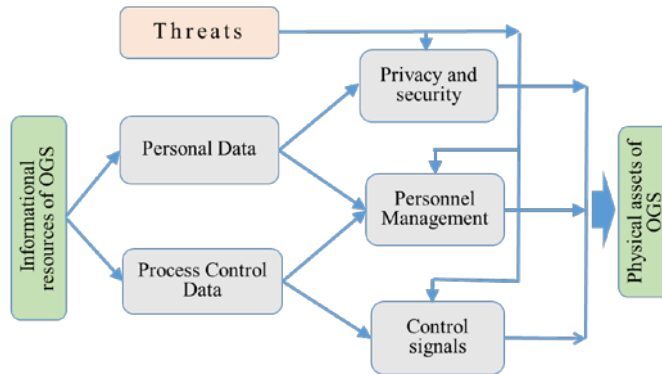 Threats
Privacy and
security
Informational
resources of OGS
Personal Data
Personnel
Management
Physical assets of
OGS
Process Control
Data
Control
signals